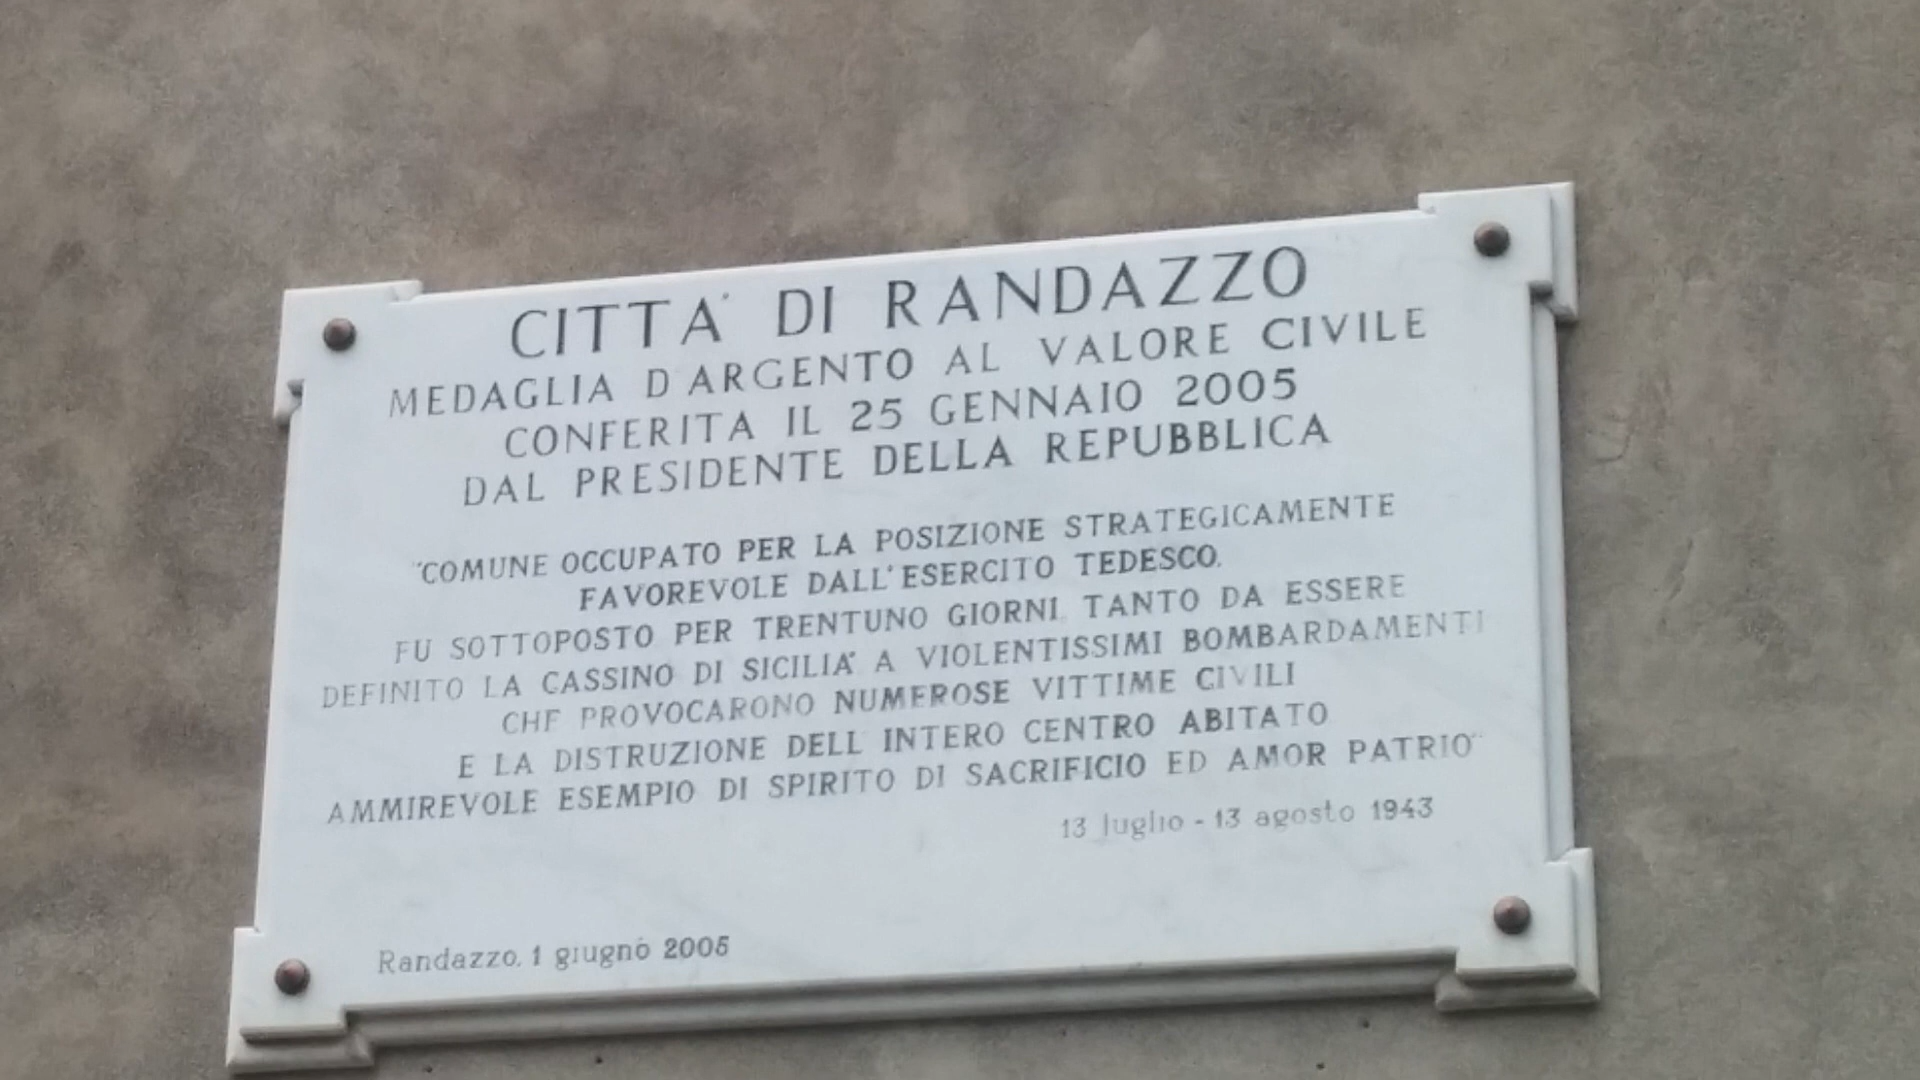 CITTA' DI RANDAZZO
MEDAGLIA D'ARGENTO AL VALORE CIVILE
CONFERITA IL 25 GENNAIO 2005
DAL PRESIDENTE DELLA REPUBBLICA
"COMUNE OCCUPATO PER LA POSIZIONE STRATEGICAMENTE
FAVOREVOLE DALL'ESERCITO TEDESCO,
FU SOTTOPOSTO PER TRENTUNO GIORNI, TANTO DA ESSERE
DEFINITO LA CASSINO DI SICILIA" A VIOLENTISSIMI BOMBARDAMENTI
CHE PROVOCARONO NUMEROSE VITTIME CIVILI
E LA DISTRUZIONE DELL'INTERO CENTRO ABITATO
AMMIREVOLE ESEMPIO DI SPIRITO DI SACRIFICIO ED AMOR PATRIO"
13 luglio - 13 agosto 1943
Randazzo, 1 giugno 2005